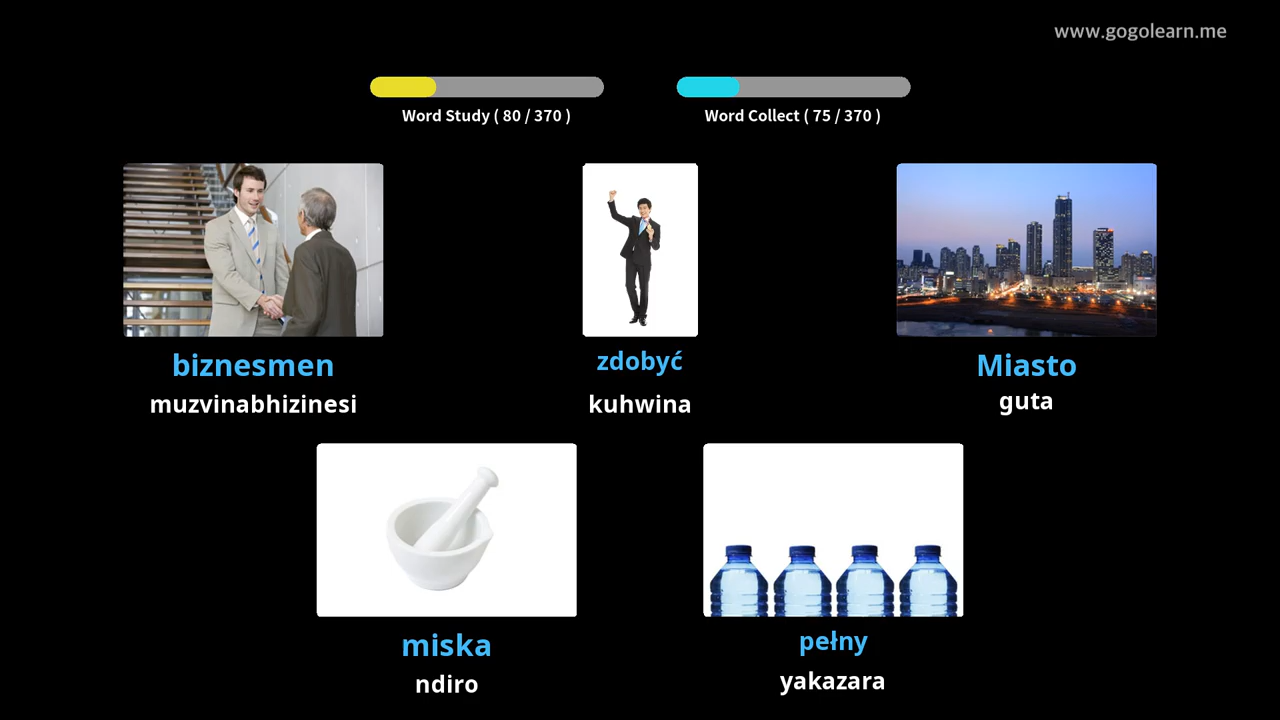 www.gogolearn.me
Word Study ( 80 / 370 )
Word Collect ( 75 / 370 )
biznesmen
muzvinabhizinesi
zdobyć
kuhwina
Miasto
guta
miska
ndiro
pełny
yakazara